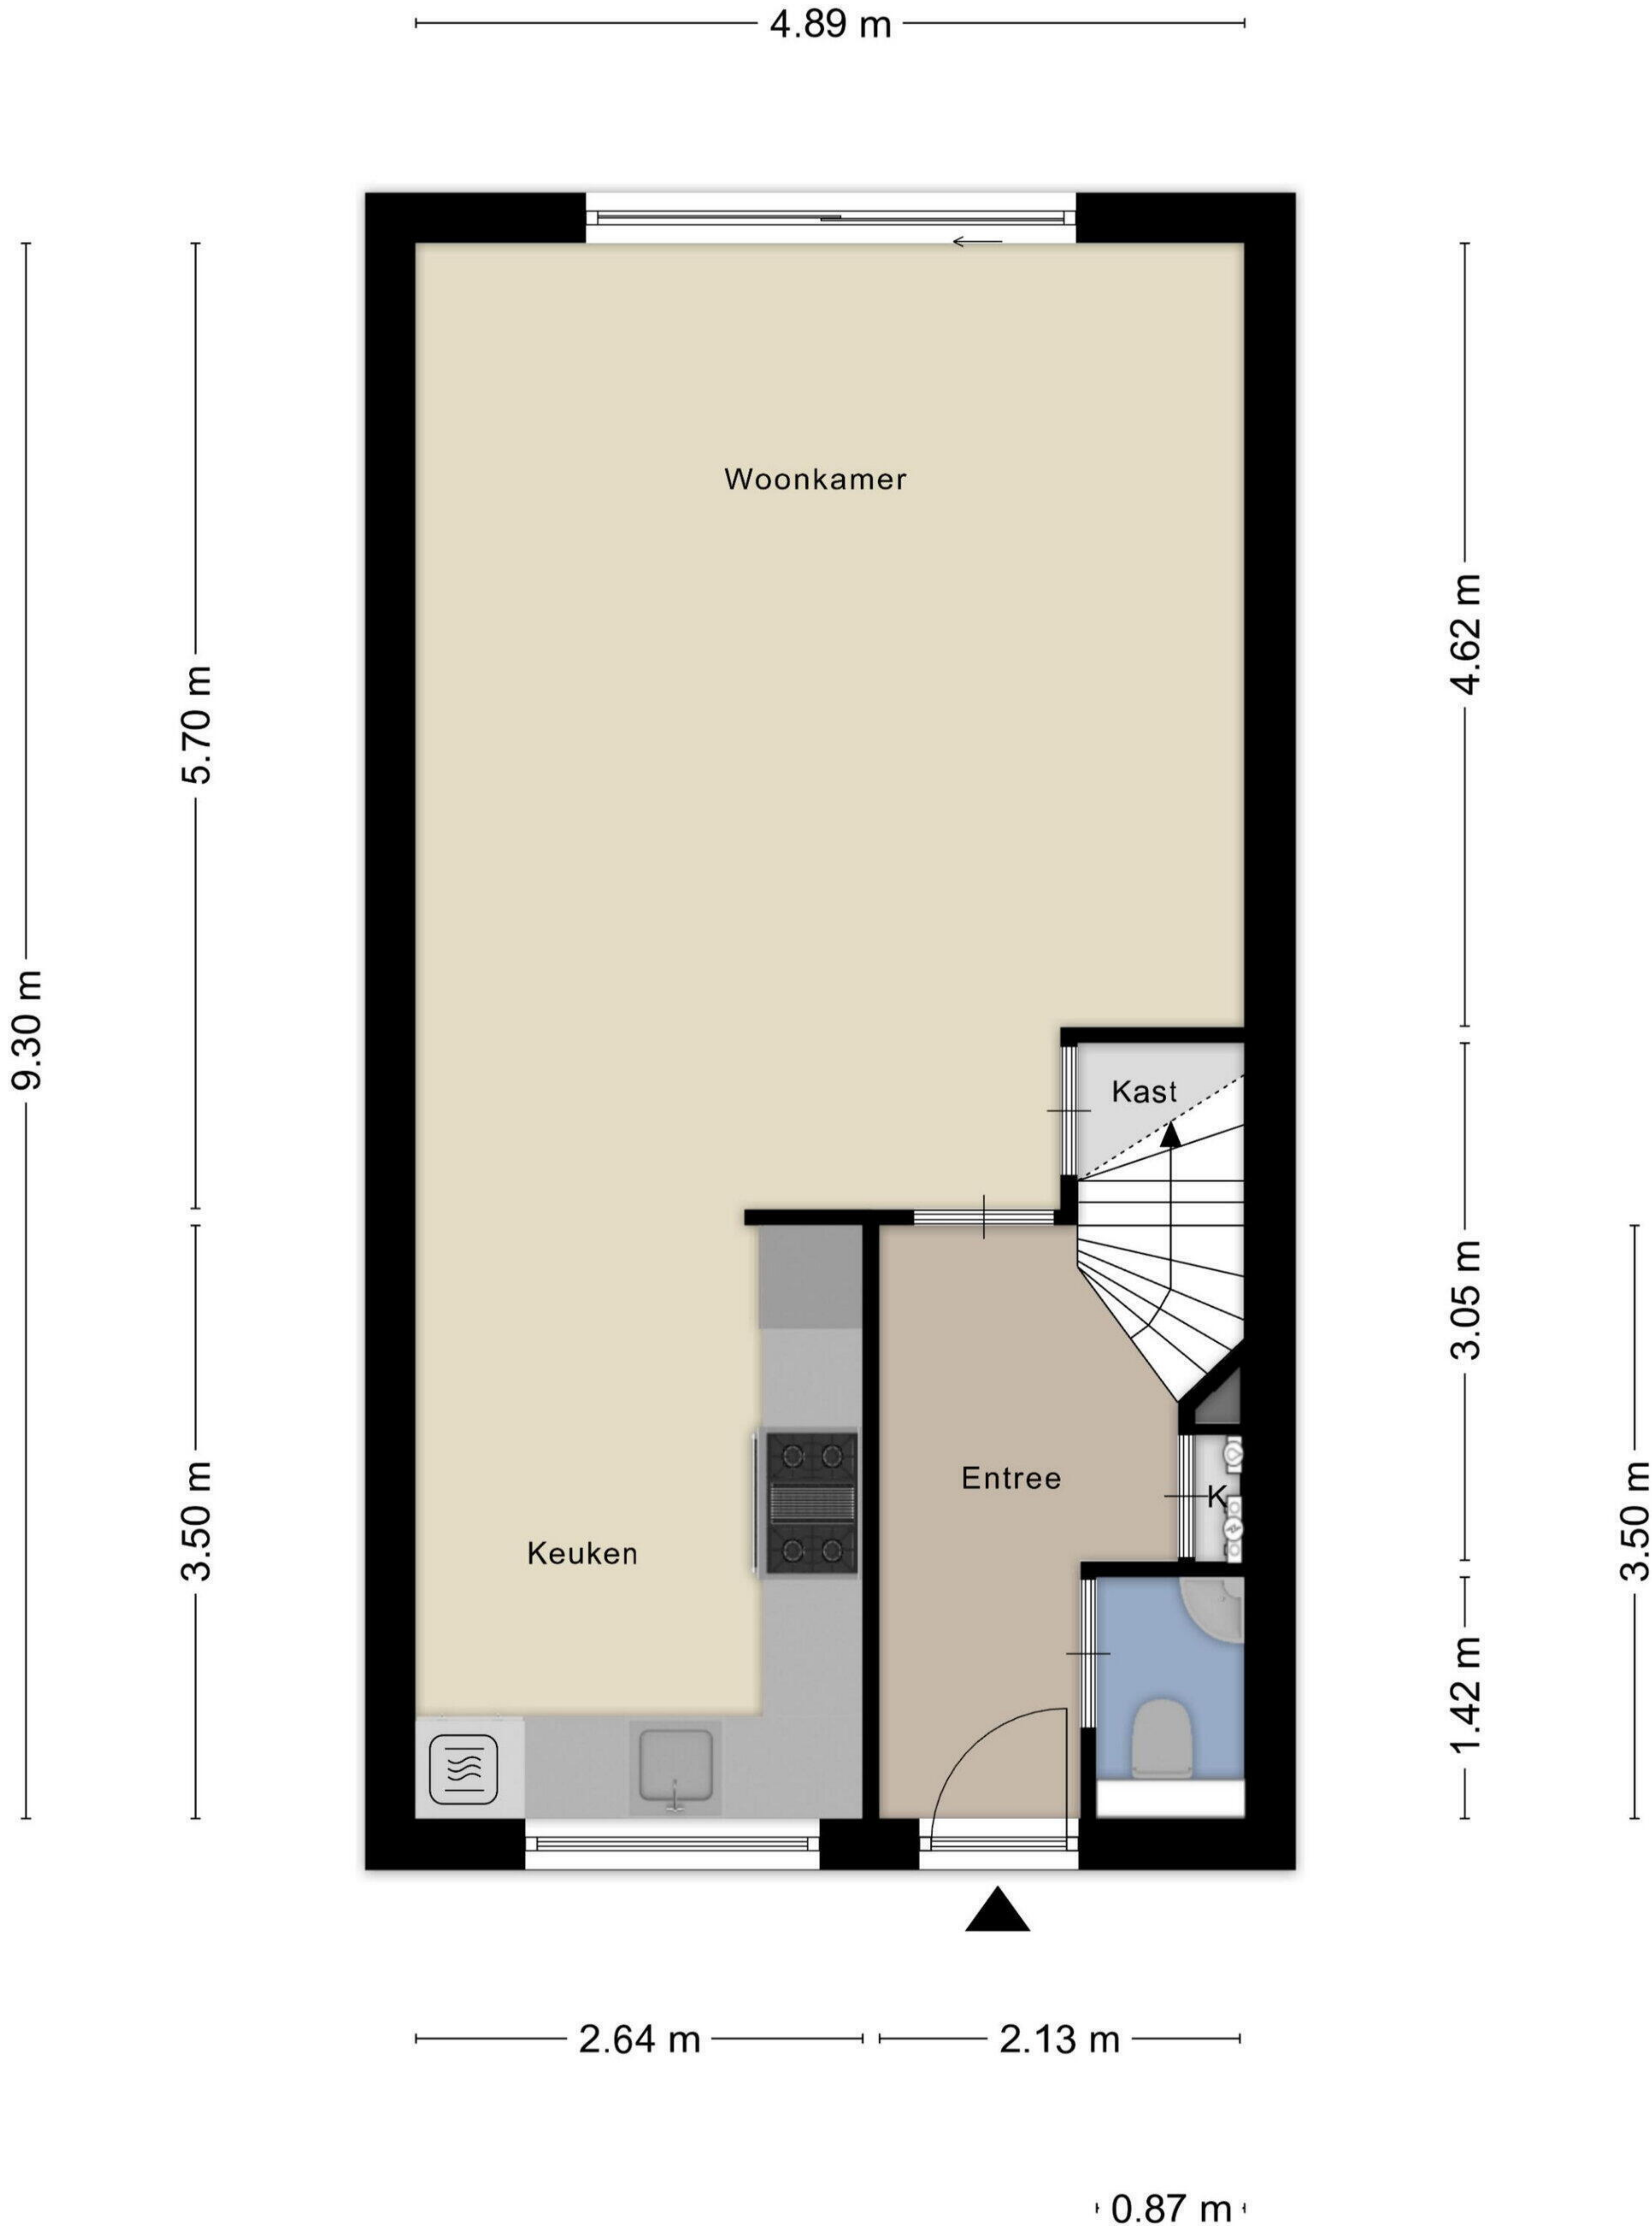 4.89 m
Woonkamer
4.62 m
5.70 m
9.30 m
Kast
3.05 m
Entree
K
3.50 m
3.50 m
Keuken
1.42 m
2.64 m
2.13 m
0.87 m